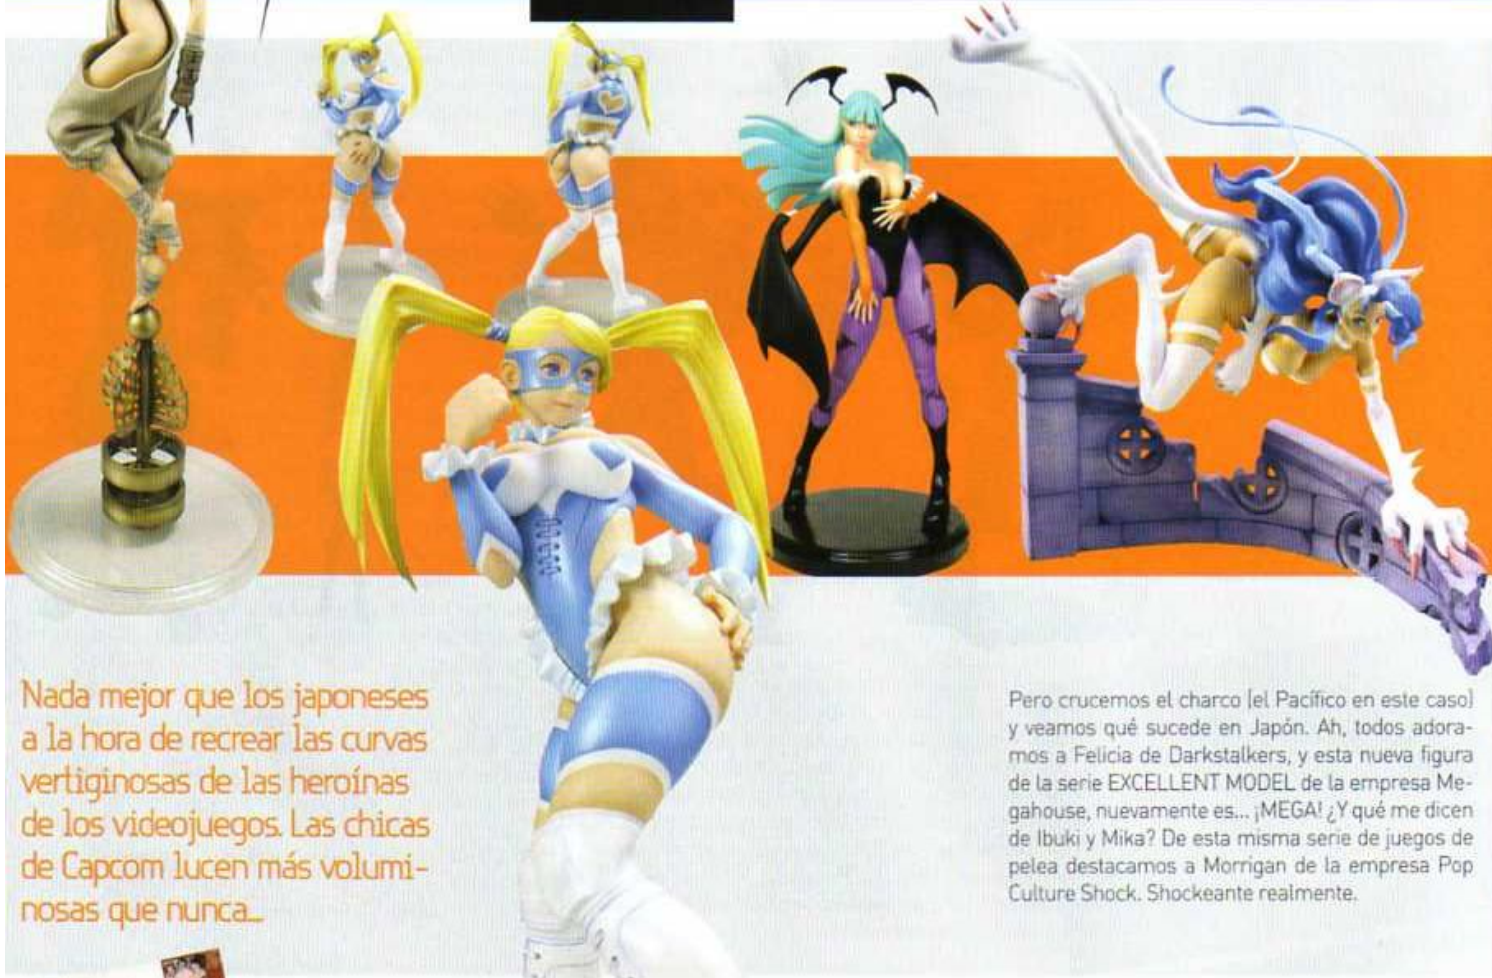 Nada mejor que los japoneses
a la hora de recrear las curvas
vertiginosas de las heroínas
de los videojuegos. Las chicas
de Capcom lucen más volumi-
nosas que nunca...
Pero crucemos el charco (el Pacífico en este caso)
y veamos qué sucede en Japón. Ah, todos adora-
mos a Felicia de Darkstalkers, y esta nueva figura
de la serie EXCELLENT MODEL de la empresa Me-
gahouse, nuevamente es... ¡MEGA! ¿Y qué me dicen
de Ibuki y Mika? De esta misma serie de juegos de
pelea destacamos a Morrigan de la empresa Pop
Culture Shock. Shockeante realmente.